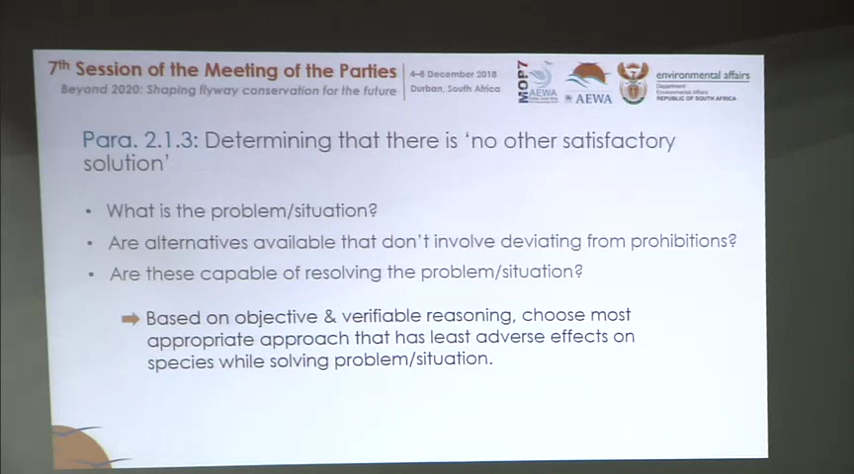 7th Session of the Meeting of the Parties
Beyond 2020: Shaping flyway conservation for the future
4–8 December 2018
Durban, South Africa
MOP7
AEWA
AEWA
environmental affairs
Department:
Environmental Affairs
REPUBLIC OF SOUTH AFRICA
Para. 2.1.3: Determining that there is ‘no other satisfactory
solution’
• What is the problem/situation?
• Are alternatives available that don’t involve deviating from prohibitions?
• Are these capable of resolving the problem/situation?
Based on objective & verifiable reasoning, choose most
appropriate approach that has least adverse effects on
species while solving problem/situation.